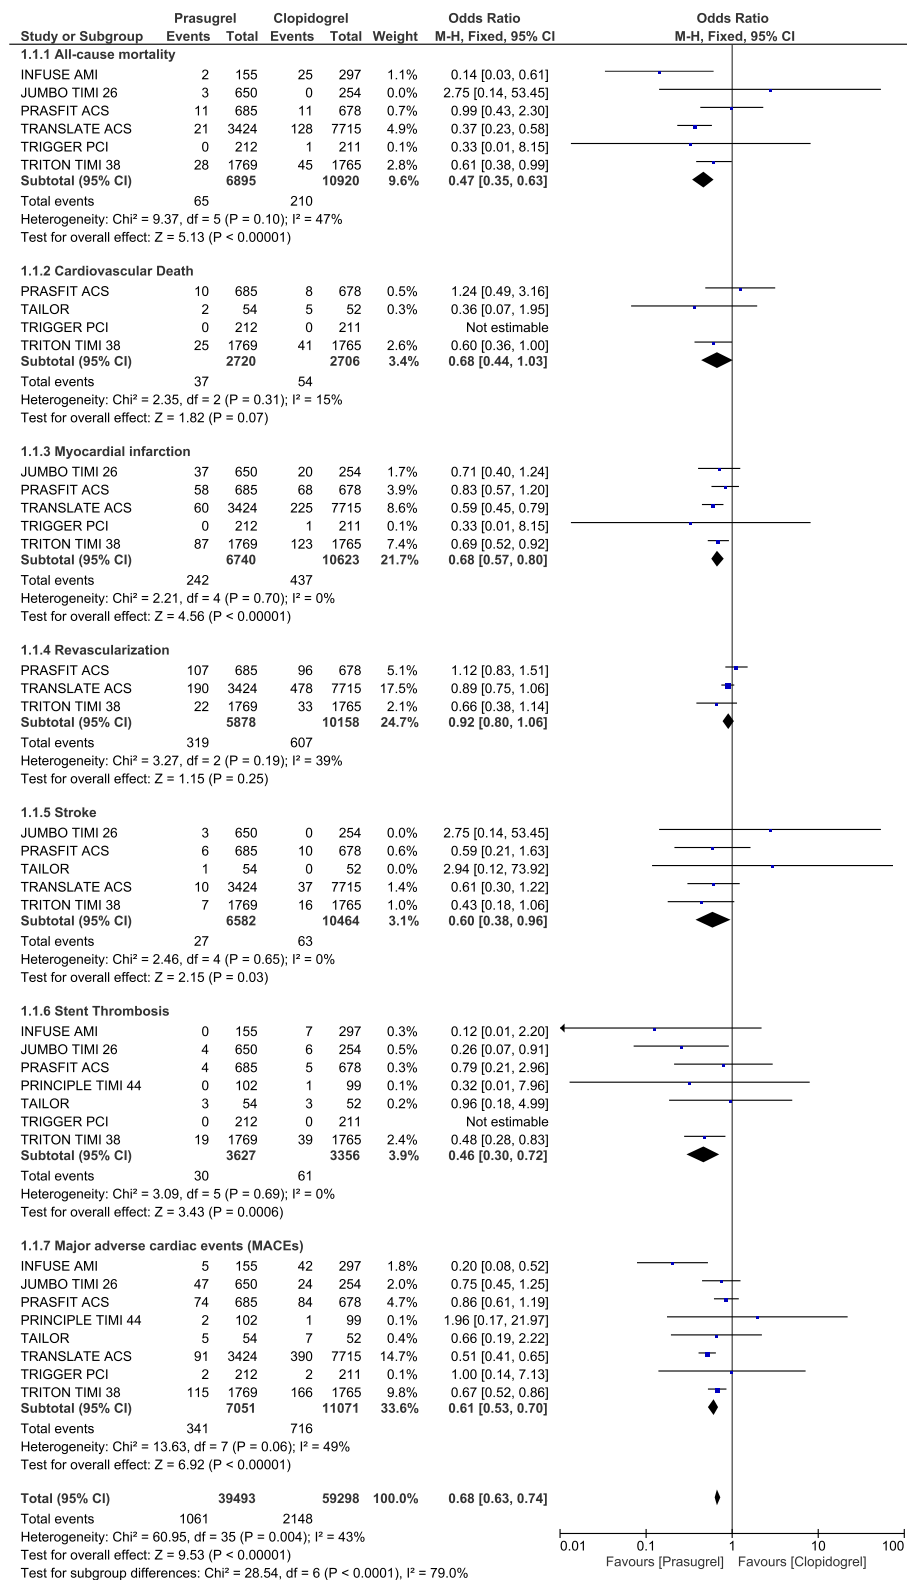 Prasugrel Clopidogrel Odds Ratio Odds Ratio
Study or Subgroup Events Total Events Total Weight M-H, Fixed, 95% CI M-H, Fixed, 95% CI
1.1.1 All-cause mortality
INFUSE AMI 2 155 25 297 1.1% 0.14 [0.03, 0.61]
JUMBO TIMI 26 3 650 0 254 0.0% 2.75 [0.14, 53.45]
PRASFIT ACS 11 685 11 678 0.7% 0.99 [0.43, 2.30]
TRANSLATE ACS 21 3424 128 7715 4.9% 0.37 [0.23, 0.58]
TRIGGER PCI 0 212 1 211 0.1% 0.33 [0.01, 8.15]
TRITON TIMI 38 28 1769 45 1765 2.8% 0.61 [0.38, 0.99]
Subtotal (95% CI) 6895 10920 9.6% 0.47 [0.35, 0.63]
Total events 65 210
Heterogeneity: Chi² = 9.37, df = 5 (P = 0.10); I² = 47%
Test for overall effect: Z = 5.13 (P < 0.00001)
1.1.2 Cardiovascular Death
PRASFIT ACS 10 685 8 678 0.5% 1.24 [0.49, 3.16]
TAILOR 2 54 5 52 0.3% 0.36 [0.07, 1.95]
TRIGGER PCI 0 212 0 211 Not estimable
TRITON TIMI 38 25 1769 41 1765 2.6% 0.60 [0.36, 1.00]
Subtotal (95% CI) 2720 2706 3.4% 0.68 [0.44, 1.03]
Total events 37 54
Heterogeneity: Chi² = 2.35, df = 2 (P = 0.31); I² = 15%
Test for overall effect: Z = 1.82 (P = 0.07)
1.1.3 Myocardial infarction
JUMBO TIMI 26 37 650 20 254 1.7% 0.71 [0.40, 1.24]
PRASFIT ACS 58 685 68 678 3.9% 0.83 [0.57, 1.20]
TRANSLATE ACS 60 3424 225 7715 8.6% 0.59 [0.45, 0.79]
TRIGGER PCI 0 212 1 211 0.1% 0.33 [0.01, 8.15]
TRITON TIMI 38 87 1769 123 1765 7.4% 0.69 [0.52, 0.92]
Subtotal (95% CI) 6740 10623 21.7% 0.68 [0.57, 0.80]
Total events 242 437
Heterogeneity: Chi² = 2.21, df = 4 (P = 0.70); I² = 0%
Test for overall effect: Z = 4.56 (P < 0.00001)
1.1.4 Revascularization
PRASFIT ACS 107 685 96 678 5.1% 1.12 [0.83, 1.51]
TRANSLATE ACS 190 3424 478 7715 17.5% 0.89 [0.75, 1.06]
TRITON TIMI 38 22 1769 33 1765 2.1% 0.66 [0.38, 1.14]
Subtotal (95% CI) 5878 10158 24.7% 0.92 [0.80, 1.06]
Total events 319 607
Heterogeneity: Chi² = 3.27, df = 2 (P = 0.19); I² = 39%
Test for overall effect: Z = 1.15 (P = 0.25)
1.1.5 Stroke
JUMBO TIMI 26 3 650 0 254 0.0% 2.75 [0.14, 53.45]
PRASFIT ACS 6 685 10 678 0.6% 0.59 [0.21, 1.63]
TAILOR 1 54 0 52 0.0% 2.94 [0.12, 73.92]
TRANSLATE ACS 10 3424 37 7715 1.4% 0.61 [0.30, 1.22]
TRITON TIMI 38 7 1769 16 1765 1.0% 0.43 [0.18, 1.06]
Subtotal (95% CI) 6582 10464 3.1% 0.60 [0.38, 0.96]
Total events 27 63
Heterogeneity: Chi² = 2.46, df = 4 (P = 0.65); I² = 0%
Test for overall effect: Z = 2.15 (P = 0.03)
1.1.6 Stent Thrombosis
INFUSE AMI 0 155 7 297 0.3% 0.12 [0.01, 2.20]
JUMBO TIMI 26 4 650 6 254 0.5% 0.26 [0.07, 0.91]
PRASFIT ACS 4 685 5 678 0.3% 0.79 [0.21, 2.96]
PRINCIPLE TIMI 44 0 102 1 99 0.1% 0.32 [0.01, 7.96]
TAILOR 3 54 3 52 0.2% 0.96 [0.18, 4.99]
TRIGGER PCI 0 212 0 211 Not estimable
TRITON TIMI 38 19 1769 39 1765 2.4% 0.48 [0.28, 0.83]
Subtotal (95% CI) 3627 3356 3.9% 0.46 [0.30, 0.72]
Total events 30 61
Heterogeneity: Chi² = 3.09, df = 5 (P = 0.69); I² = 0%
Test for overall effect: Z = 3.43 (P = 0.0006)
1.1.7 Major adverse cardiac events (MACEs)
INFUSE AMI 5 155 42 297 1.8% 0.20 [0.08, 0.52]
JUMBO TIMI 26 47 650 24 254 2.0% 0.75 [0.45, 1.25]
PRASFIT ACS 74 685 84 678 4.7% 0.86 [0.61, 1.19]
PRINCIPLE TIMI 44 2 102 1 99 0.1% 1.96 [0.17, 21.97]
TAILOR 5 54 7 52 0.4% 0.66 [0.19, 2.22]
TRANSLATE ACS 91 3424 390 7715 14.7% 0.51 [0.41, 0.65]
TRIGGER PCI 2 212 2 211 0.1% 1.00 [0.14, 7.13]
TRITON TIMI 38 115 1769 166 1765 9.8% 0.67 [0.52, 0.86]
Subtotal (95% CI) 7051 11071 33.6% 0.61 [0.53, 0.70]
Total events 341 716
Heterogeneity: Chi² = 13.63, df = 7 (P = 0.06); I² = 49%
Test for overall effect: Z = 6.92 (P < 0.00001)
Total (95% CI) 39493 59298 100.0% 0.68 [0.63, 0.74]
Total events 1061 2148
Heterogeneity: Chi² = 60.95, df = 35 (P = 0.004); I² = 43%
Test for overall effect: Z = 9.53 (P < 0.00001)
Test for subgroup differences: Chi² = 28.54, df = 6 (P < 0.0001), I² = 79.0%
0.01 0.1 1 10 100
Favours [Prasugrel] Favours [Clopidogrel]